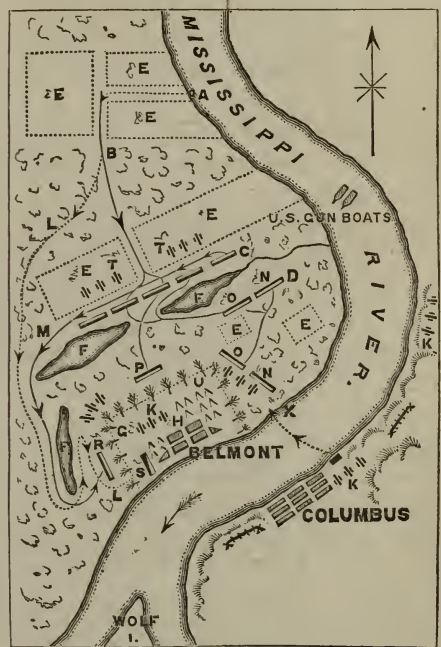 MISSISSIPPI
RIVER.
E
E
A
E
B
E
U.S. GUN BOATS
L
T
C
E
T
N
D
M
F
O
E
E
F
O
K
P
N
U
K
X
G
H
F
R
BELMONT
S
L
K
COLUMBUS
WOLF
I.